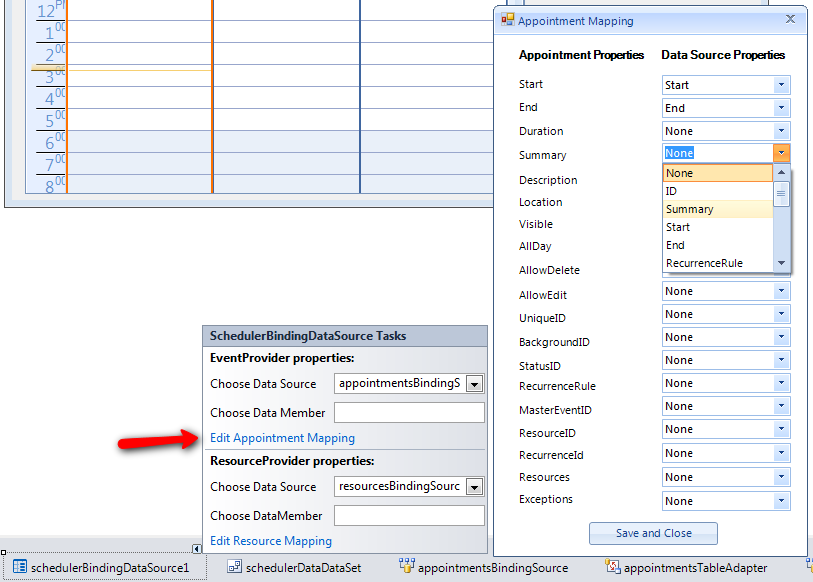 12 PM
1 00
2 00
3 00
4 00
5 00
6 00
7 00
8 00
Appointment Mapping
Appointment Properties Data Source Properties
Start Start
End End
Duration None
Summary None
None
ID
Summary
Start
End
RecurrenceRule
Description
Location
Visible
AllDay
AllowDelete
AllowEdit None
UniqueID None
BackgroundID None
StatusID None
RecurrenceRule None
MasterEventID None
ResourceID None
RecurrenceId None
Resources None
Exceptions None
Save and Close
SchedulerBindingDataSource Tasks
EventProvider properties:
Choose Data Source appointmentsBindingS
Choose Data Member
Edit Appointment Mapping
ResourceProvider properties:
Choose Data Source resourcesBindingSourc
Choose DataMember
Edit Resource Mapping
schedulerBindingDataSource1 schedulerDataDataSet appointmentsBindingSource appointmentsTableAdapter